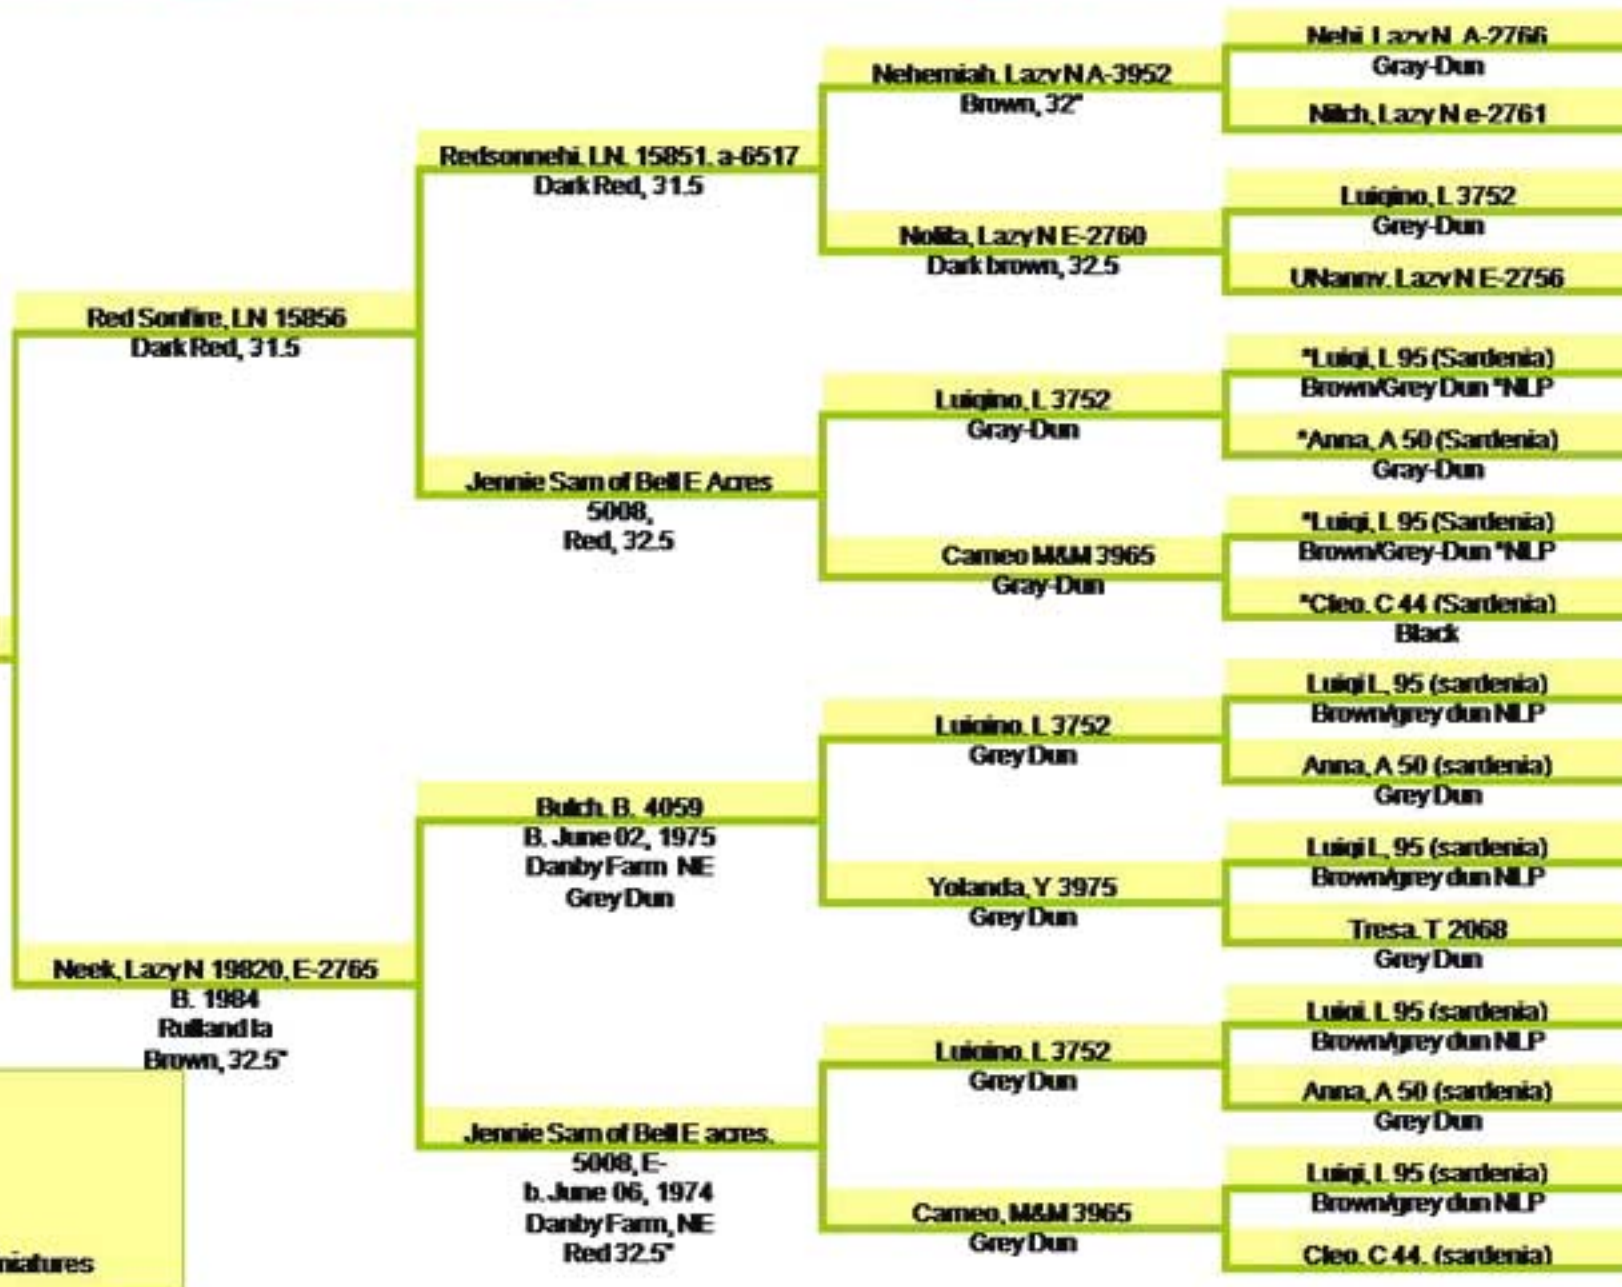 Nehi Lazy N A-2766
Gray-Dun
Nehemiah. Lazy N A-3952
Brown, 32"
Nitch, Lazy N e-2761
Redsonnehi. LN. 15851. a-6517
Dark Red, 31.5
Luigino, L 3752
Grey-Dun
Nolita, Lazy N E-2760
Dark brown, 32.5
UNanny. Lazy N E-2756
Red Sonfire, LN 15856
Dark Red, 31.5
*Luigi, L 95 (Sardenia)
Brown/Grey Dun *NLP
Luigino, L 3752
Gray-Dun
*Anna, A 50 (Sardenia)
Gray-Dun
Jennie Sam of Bell E Acres
5008,
Red, 32.5
*Luigi, L 95 (Sardenia)
Brown/Grey-Dun *NLP
Cameo M&M 3965
Gray-Dun
*Cleo. C 44 (Sardenia)
Black
Luigi L, 95 (sardenia)
Brown/grey dun NLP
Luigino. L 3752
Grey Dun
Anna, A 50 (sardenia)
Grey Dun
Butch. B. 4059
B. June 02, 1975
Danby Farm NE
Grey Dun
Luigi L, 95 (sardenia)
Brown/grey dun NLP
Yolanda, Y 3975
Grey Dun
Tresa. T 2068
Grey Dun
Neek, Lazy N 19820, E-2765
B. 1984
Rutland Ia
Brown, 32.5"
Luigi. L 95 (sardenia)
Brown/grey dun NLP
Luigino. L 3752
Grey Dun
Anna, A 50 (sardenia)
Grey Dun
Jennie Sam of Bell E acres.
5008, E-
b. June 06, 1974
Danby Farm, NE
Red 32.5"
Luigi, L 95 (sardenia)
Brown/grey dun NLP
Cameo, M&M 3965
Grey Dun
Cleo. C 44. (sardenia)
niatures